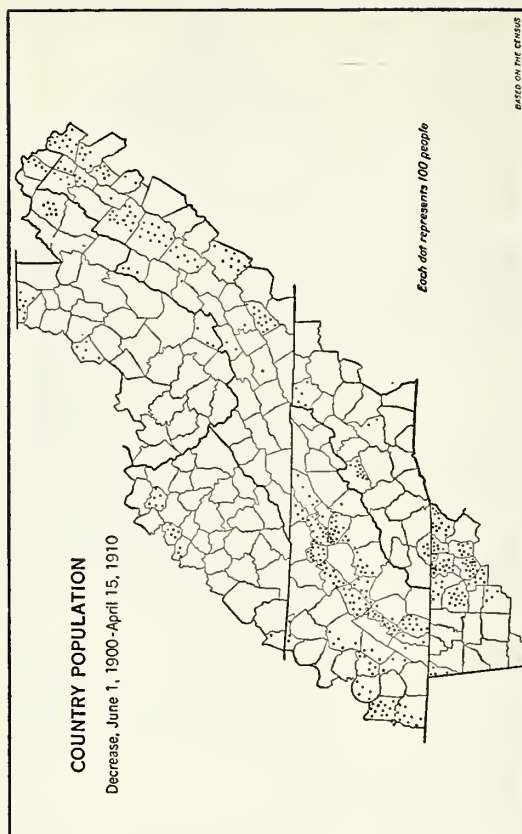 COUNTRY POPULATION
Decrease, June 1, 1900-April 15, 1910
Each dot represents 100 people
BASED ON THE CENSUS